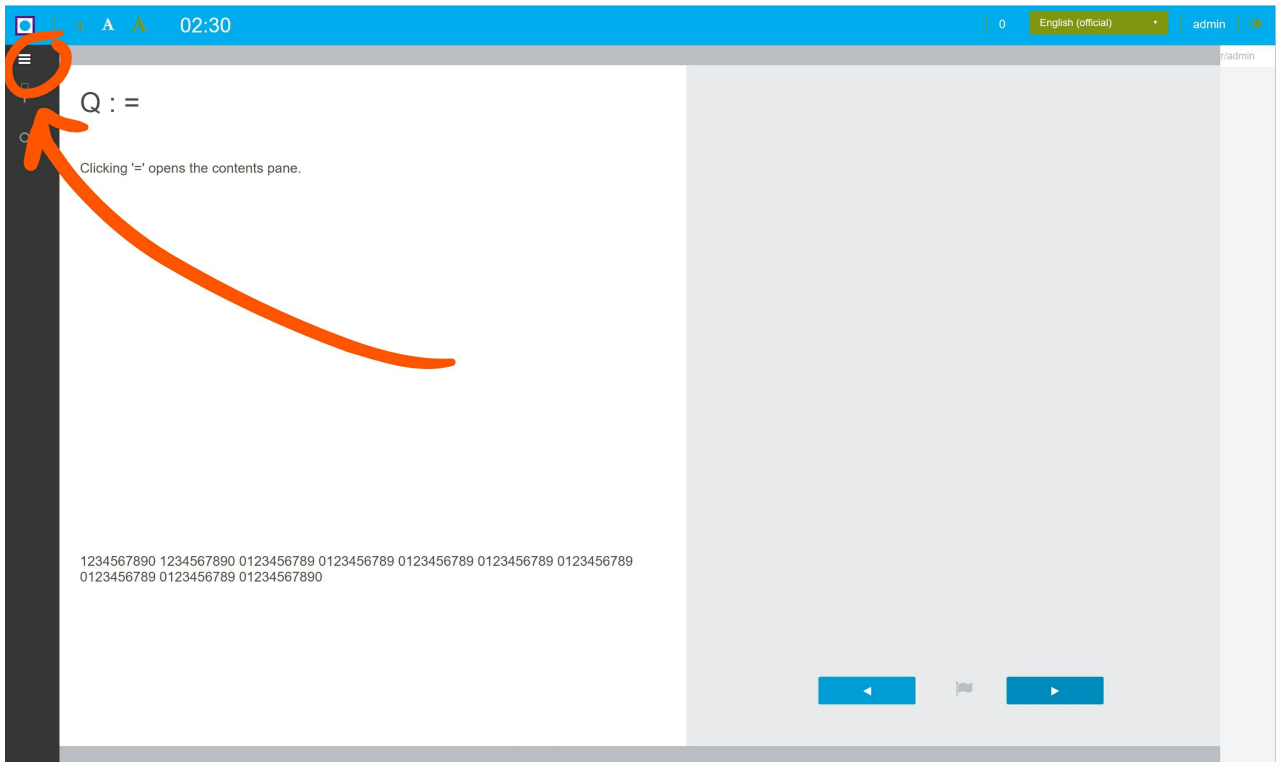 A A A 02:30 0 English (official) admin
r/admin
Q : =
Clicking '=' opens the contents pane.
1234567890 1234567890 0123456789 0123456789 0123456789 0123456789 0123456789
0123456789 0123456789 01234567890